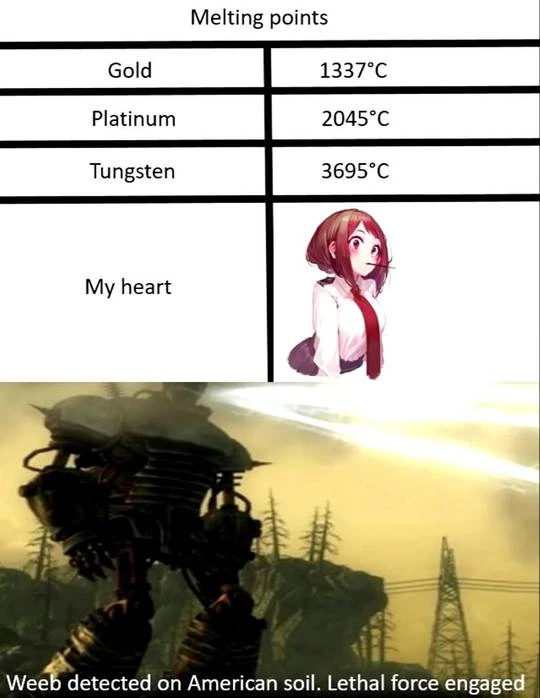 Melting points
Gold 1337°C
Platinum 2045°C
Tungsten 3695°C
My heart
Weeb detected on American soil. Lethal force engaged